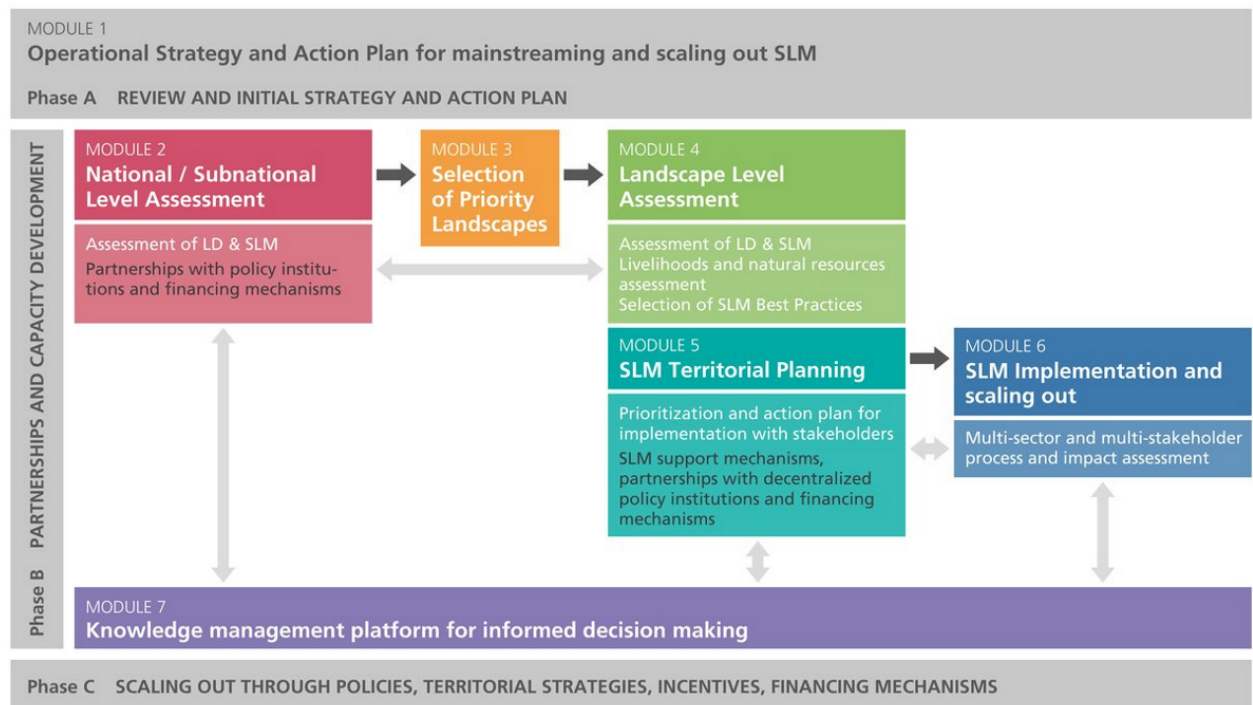 MODULE 1
Operational Strategy and Action Plan for mainstreaming and scaling out SLM
Phase A REVIEW AND INITIAL STRATEGY AND ACTION PLAN
Phase B PARTNERSHIPS AND CAPACITY DEVELOPMENT
MODULE 2
National / Subnational
Level Assessment
Assessment of LD & SLM
Partnerships with policy institu-
tions and financing mechanisms
MODULE 3
Selection
of Priority
Landscapes
MODULE 4
Landscape Level
Assessment
Assessment of LD & SLM
Livelihoods and natural resources
assessment
Selection of SLM Best Practices
MODULE 5
SLM Territorial Planning
Prioritization and action plan for
implementation with stakeholders
SLM support mechanisms,
partnerships with decentralized
policy institutions and financing
mechanisms
MODULE 6
SLM Implementation and
scaling out
Multi-sector and multi-stakeholder
process and impact assessment
MODULE 7
Knowledge management platform for informed decision making
Phase C SCALING OUT THROUGH POLICIES, TERRITORIAL STRATEGIES, INCENTIVES, FINANCING MECHANISMS